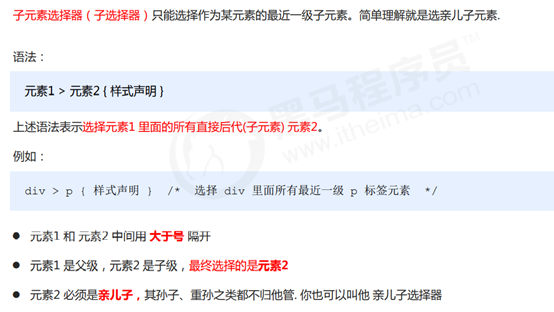 子元素选择器（子选择器）只能选择作为某元素的最近一级子元素。简单理解就是选亲儿子元素.
语法：
元素1 > 元素2 { 样式声明 }
上述语法表示选择元素1 里面的所有直接后代(子元素) 元素2。
例如：
div > p { 样式声明 }  /*  选择 div 里面所有最近一级 p 标签元素  */
● 元素1 和 元素2 中间用 大于号 隔开
● 元素1 是父级，元素2 是子级，最终选择的是元素2
● 元素2 必须是亲儿子，其孙子、重孙之类都不归他管. 你也可以叫他 亲儿子选择器
黑马程序员™
www.itheima.com